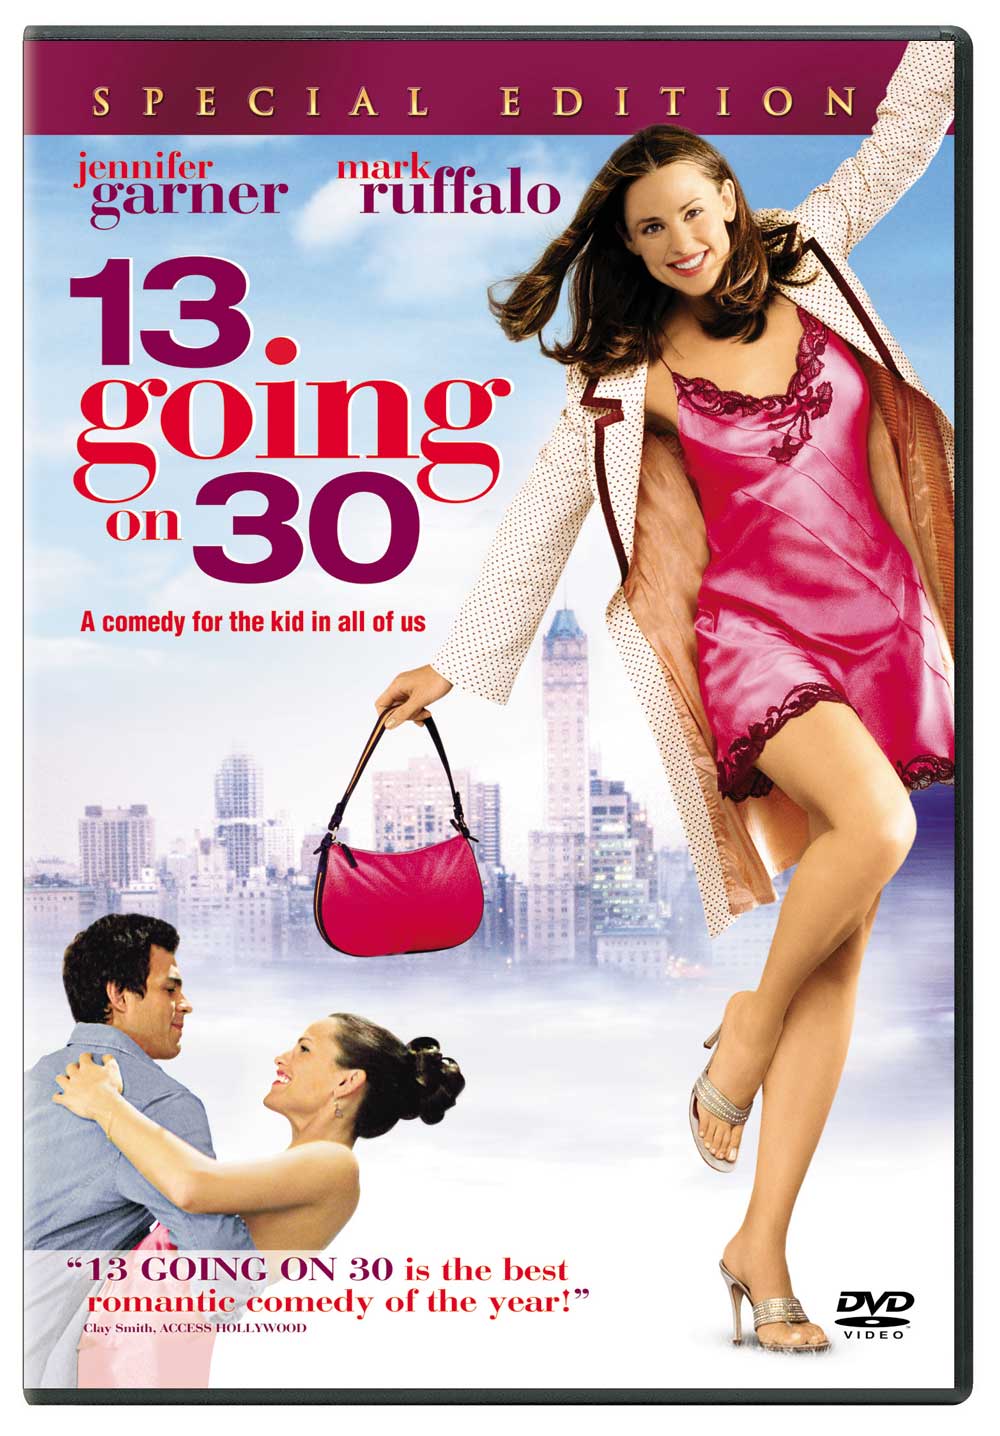 SPECIAL EDITION
jennifer garner
mark ruffalo
13
going
on 30
A comedy for the kid in all of us
“13 GOING ON 30 is the best
romantic comedy of the year!”
Clay Smith, ACCESS HOLLYWOOD
DVD
VIDEO™